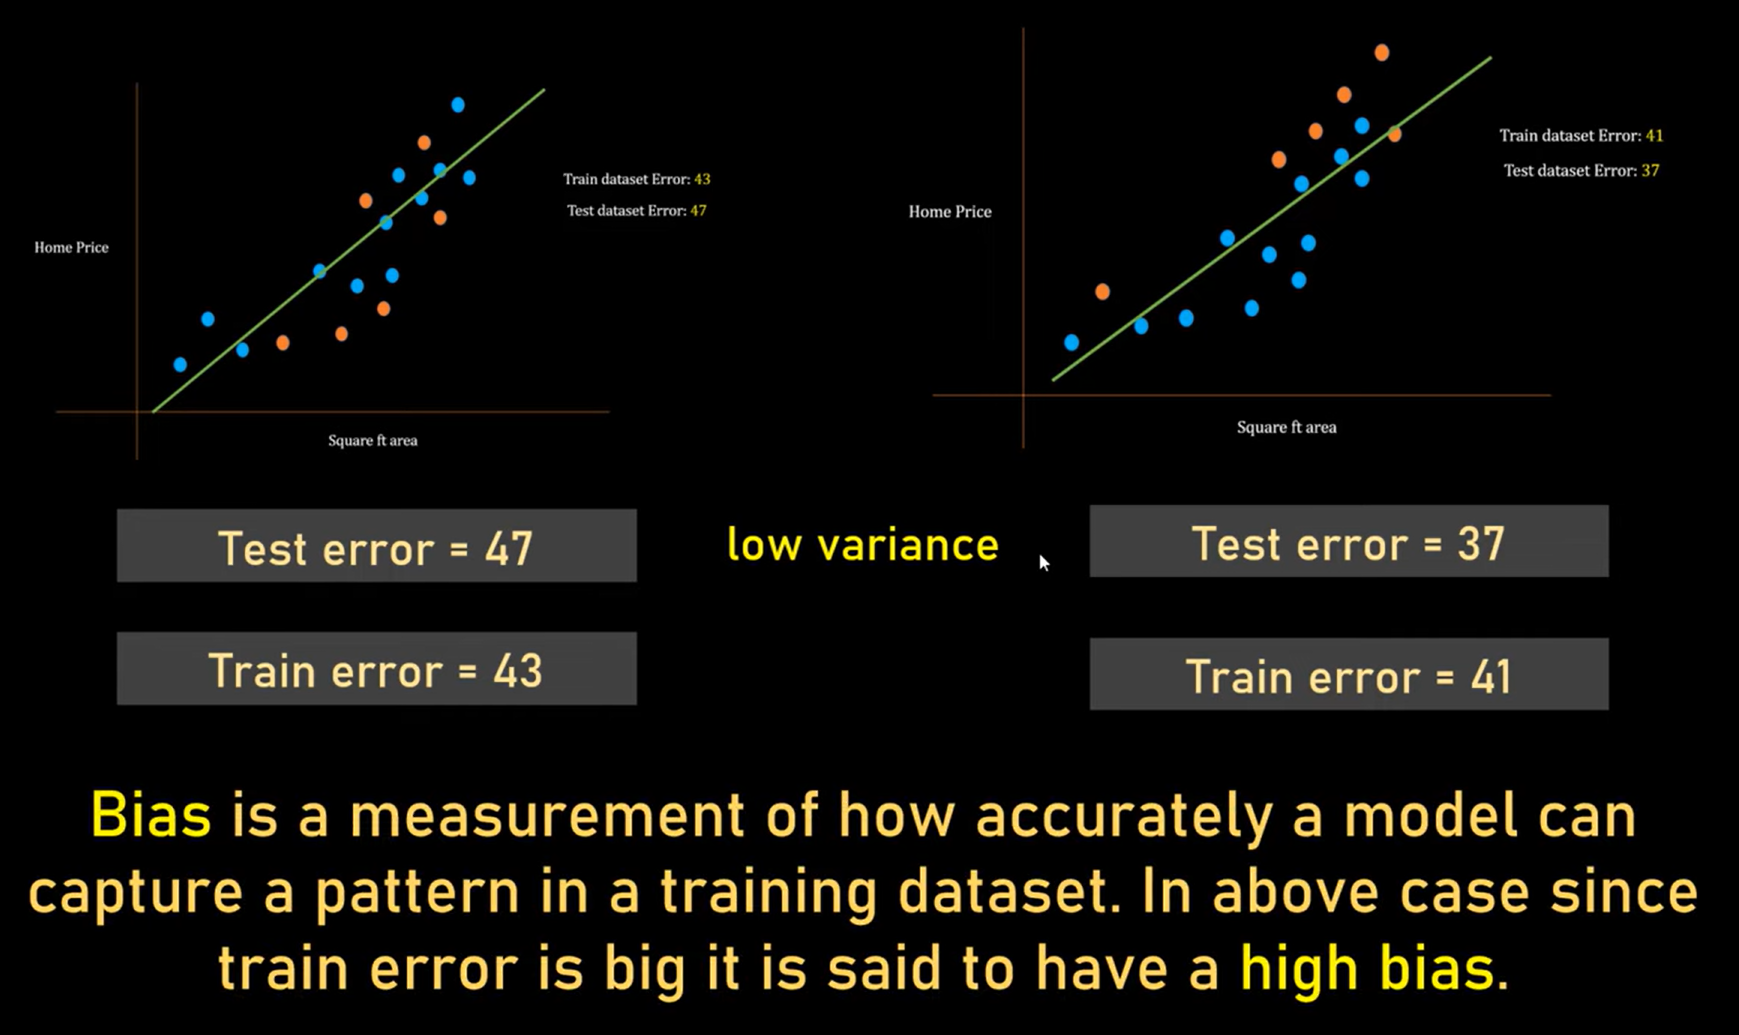 Home Price
Train dataset Error: 43
Test dataset Error: 47
Square ft area
Home Price
Train dataset Error: 41
Test dataset Error: 37
Square ft area
Test error = 47
low variance
Test error = 37
Train error = 43
Train error = 41
Bias is a measurement of how accurately a model can
capture a pattern in a training dataset. In above case since
train error is big it is said to have a high bias.